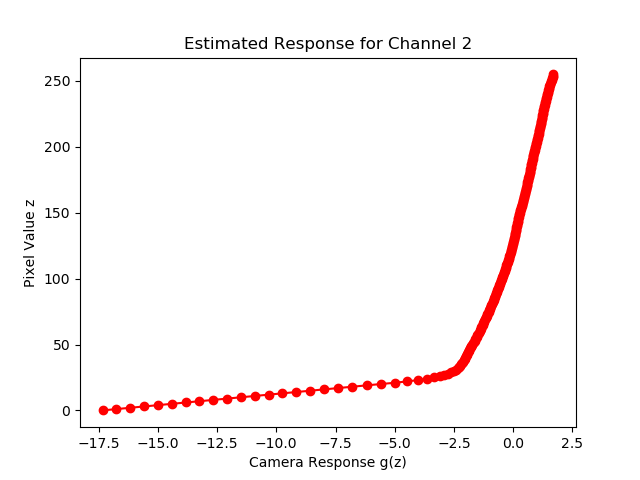 Estimated Response for Channel 2
Pixel Value z
250
200
150
100
50
0
−17.5 −15.0 −12.5 −10.0 −7.5 −5.0 −2.5 0.0 2.5
Camera Response g(z)